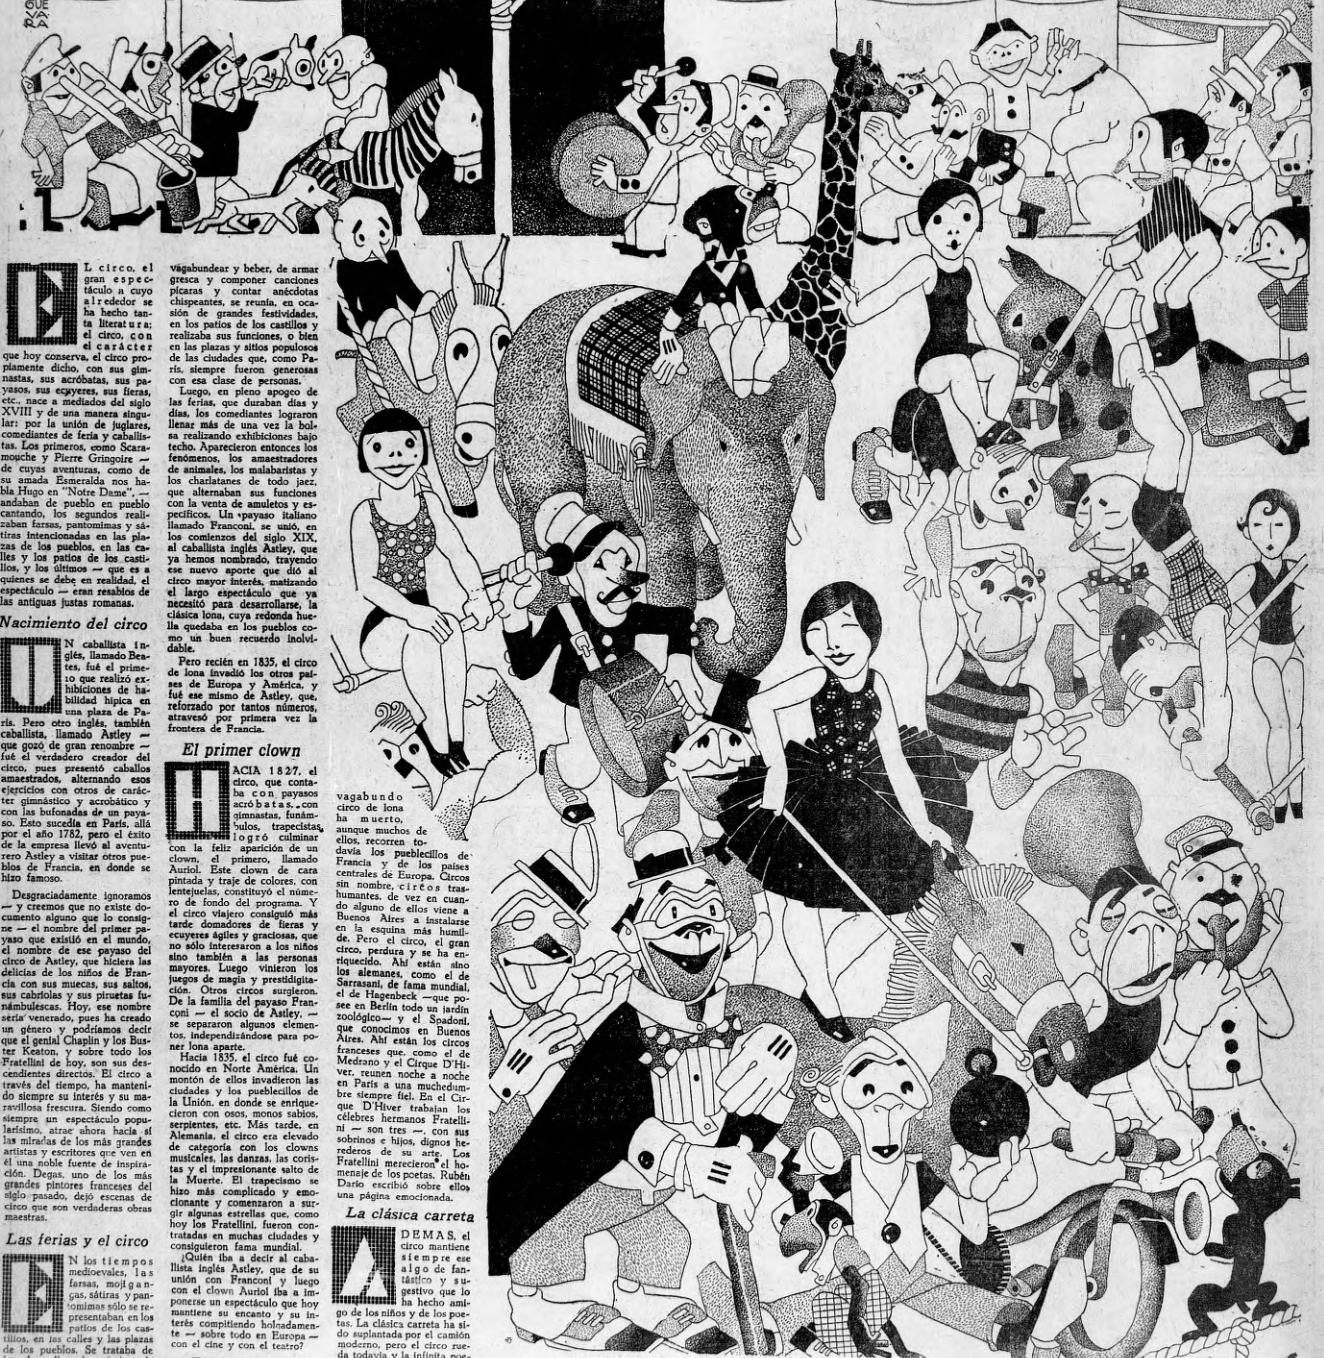 GUE
VA
RA
EL circo, el
gran espec-
táculo a cuyo
alrededor se
ha hecho tan-
ta literatura;
el circo, con
el carácter
que hoy conserva, el circo pro-
piamente dicho, con sus gim-
nastas, sus acróbatas, sus pa-
yasos, sus ecuyeres, sus fieras,
etc., nace a mediados del siglo
XVIII y de una manera singu-
lar: por la unión de juglares,
comediantes de feria y caballis-
tas. Los primeros, como Scara-
mouche y Pierre Gringoire —
de cuyas aventuras, como de
su amada Esmeralda nos ha-
bla Hugo en "Notre Dame", —
andaban de pueblo en pueblo
cantando, los segundos reali-
zaban farsas, pantomimas y sá-
tiras intencionadas en las pla-
zas de los pueblos, en las ca-
lles y los patios de los casti-
llos, y los últimos — que es a
quienes se debe en realidad, el
espectáculo — eran resabios de
las antiguas justas romanas.
Nacimiento del circo
UN caballista in-
glés, llamado Bea-
tes, fué el prime-
ro que realizó ex-
hibiciones de ha-
bilidad hípica en
una plaza de Pa-
rís. Pero otro inglés, también
caballista, llamado Astley —
que gozó de gran renombre —
fué el verdadero creador del
circo, pues presentó caballos
amaestrados, alternando esos
ejercicios con otros de carác-
ter gimnástico y acrobático y
con las bufonadas de un paya-
so. Esto sucedía en París, allá
por el año 1782, pero el éxito
de la empresa llevó al aventu-
rero Astley a visitar otros pue-
blos de Francia, en donde se
hizo famoso.
Desgraciadamente ignoramos
— y creemos que no existe do-
cumento alguno que lo consig-
ne — el nombre del primer pa-
yaso que existió en el mundo,
el nombre de ese payaso del
circo de Astley, que hiciera las
delicias de los niños de Fran-
cia con sus muecas, sus saltos,
sus cabriolas y sus piruetas fu-
námbulescas. Hoy, ese nombre
sería venerado, pues ha creado
un género y podríamos decir
que el genial Chaplin y los Bus-
ter Keaton, y sobre todo los
Fratellini de hoy, son sus des-
cendientes directos. El circo a
través del tiempo, ha manteni-
do siempre su interés y su ma-
ravillosa frescura. Siendo como
siempre un espectáculo popu-
larísimo, atrae ahora hacia sí
las miradas de los más grandes
artistas y escritores que ven en
él una noble fuente de inspira-
ción. Degas, uno de los más
grandes pintores franceses del
siglo pasado, dejó escenas de
circo que son verdaderas obras
maestras.
Las ferias y el circo
EN los tiempos
medioevales, las
farsas, mojigan-
gas, sátiras y pan-
tomimas sólo se re-
presentaban en los
patios de los cas-
tillos, en las calles y las plazas
de los pueblos. Se trataba de
vagabundear y beber, de armar
gresca y componer canciones
pícaras y contar anécdotas
chispeantes, se reunía, en oca-
sión de grandes festividades,
en los patios de los castillos y
realizaba sus funciones, o bien
en las plazas y sitios populosos
de las ciudades que, como Pa-
rís, siempre fueron generosas
con esa clase de personas.
Luego, en pleno apogeo de
las ferias, que duraban días y
días, los comediantes lograron
llenar más de una vez la bol-
sa realizando exhibiciones bajo
techo. Aparecieron entonces los
fenómenos, los amaestradores
de animales, los malabaristas y
los charlatanes de todo jaez,
que alternaban sus funciones
con la venta de amuletos y es-
pecíficos. Un payaso italiano
llamado Franconi, se unió, en
los comienzos del siglo XIX,
al caballista inglés Astley, que
ya hemos nombrado, trayendo
ese nuevo aporte que dió al
circo mayor interés, matizando
el largo espectáculo que ya
necesitó para desarrollarse, la
clásica lona, cuya redonda hue-
lla quedaba en los pueblos co-
mo un buen recuerdo inolvi-
dable.
Pero recién en 1835, el circo
de lona invadió los otros paí-
ses de Europa y América, y
fué ese mismo de Astley, que,
reforzado por tantos números,
atravesó por primera vez la
frontera de Francia.
El primer clown
HACIA 1827, el
circo, que conta-
ba con payasos
acróbatas, con
gimnastas, funám-
bulos, trapecistas,
logró culminar
con la feliz aparición de un
clown, el primero, llamado
Auriol. Este clown de cara
pintada y traje de colores, con
lentejuelas, constituyó el núme-
ro de fondo del programa. Y
el circo viajero consiguió más
tarde domadores de fieras y
ecuyeres ágiles y graciosas, que
no sólo interesaron a los niños
sino también a las personas
mayores. Luego vinieron los
juegos de magia y prestidigita-
ción. Otros circos surgieron.
De la familia del payaso Fran-
coni — el socio de Astley, —
se separaron algunos elemen-
tos, independizándose para po-
ner lona aparte.
Hacia 1835, el circo fué co-
nocido en Norte América. Un
montón de ellos invadieron las
ciudades y los pueblecillos de
la Unión, en donde se enrique-
cieron con osos, monos sabios,
serpientes, etc. Más tarde, en
Alemania, el circo era elevado
de categoría con los clowns
musicales, las danzas, las coris-
tas y el impresionante salto de
la Muerte. El trapecismo se
hizo más complicado y emo-
cionante y comenzaron a sur-
gir algunas estrellas que, como
hoy los Fratellini, fueron con-
tratadas en muchas ciudades y
consiguieron fama mundial.
¿Quién iba a decir al caba-
llista inglés Astley, que de su
unión con Franconi y luego
con el clown Auriol iba a im-
ponerse un espectáculo que hoy
mantiene su encanto y su in-
terés compitiendo holgadamen-
te — sobre todo en Europa —
con el cine y con el teatro?
vagabundo
circo de lona
ha muerto,
aunque muchos de
ellos, recorren to-
davía los pueblecillos de
Francia y de los países
centrales de Europa. Circos
sin nombre, circos tras-
humantes, de vez en cuan-
do alguno de ellos viene a
Buenos Aires a instalarse
en la esquina más humil-
de. Pero el circo, el gran
circo, perdura y se ha en-
riquecido. Ahí están sino
los alemanes, como el de
Sarrasani, de fama mundial,
el de Hagenbeck —que po-
see en Berlín todo un jardín
zoológico— y el Spadoni,
que conocimos en Buenos
Aires. Ahí están los circos
franceses que, como el de
Medrano y el Cirque D'Hi-
ver, reunen noche a noche
en París a una muchedum-
bre siempre fiel. En el Cir-
que D'Hiver trabajan los
célebres hermanos Fratelli-
ni — son tres —, con sus
sobrinos e hijos, dignos he-
rederos de su arte. Los
Fratellini merecieron el ho-
menaje de los poetas. Rubén
Darío escribió sobre ellos
una página emocionada.
La clásica carreta
ADEMAS, el
circo mantiene
siempre ese
algo de fan-
tástico y su-
gestivo que lo
ha hecho ami-
go de los niños y de los poe-
tas. La clásica carreta ha si-
do suplantada por el camión
moderno, pero el circo rue-
da todavía y la infinita poe-